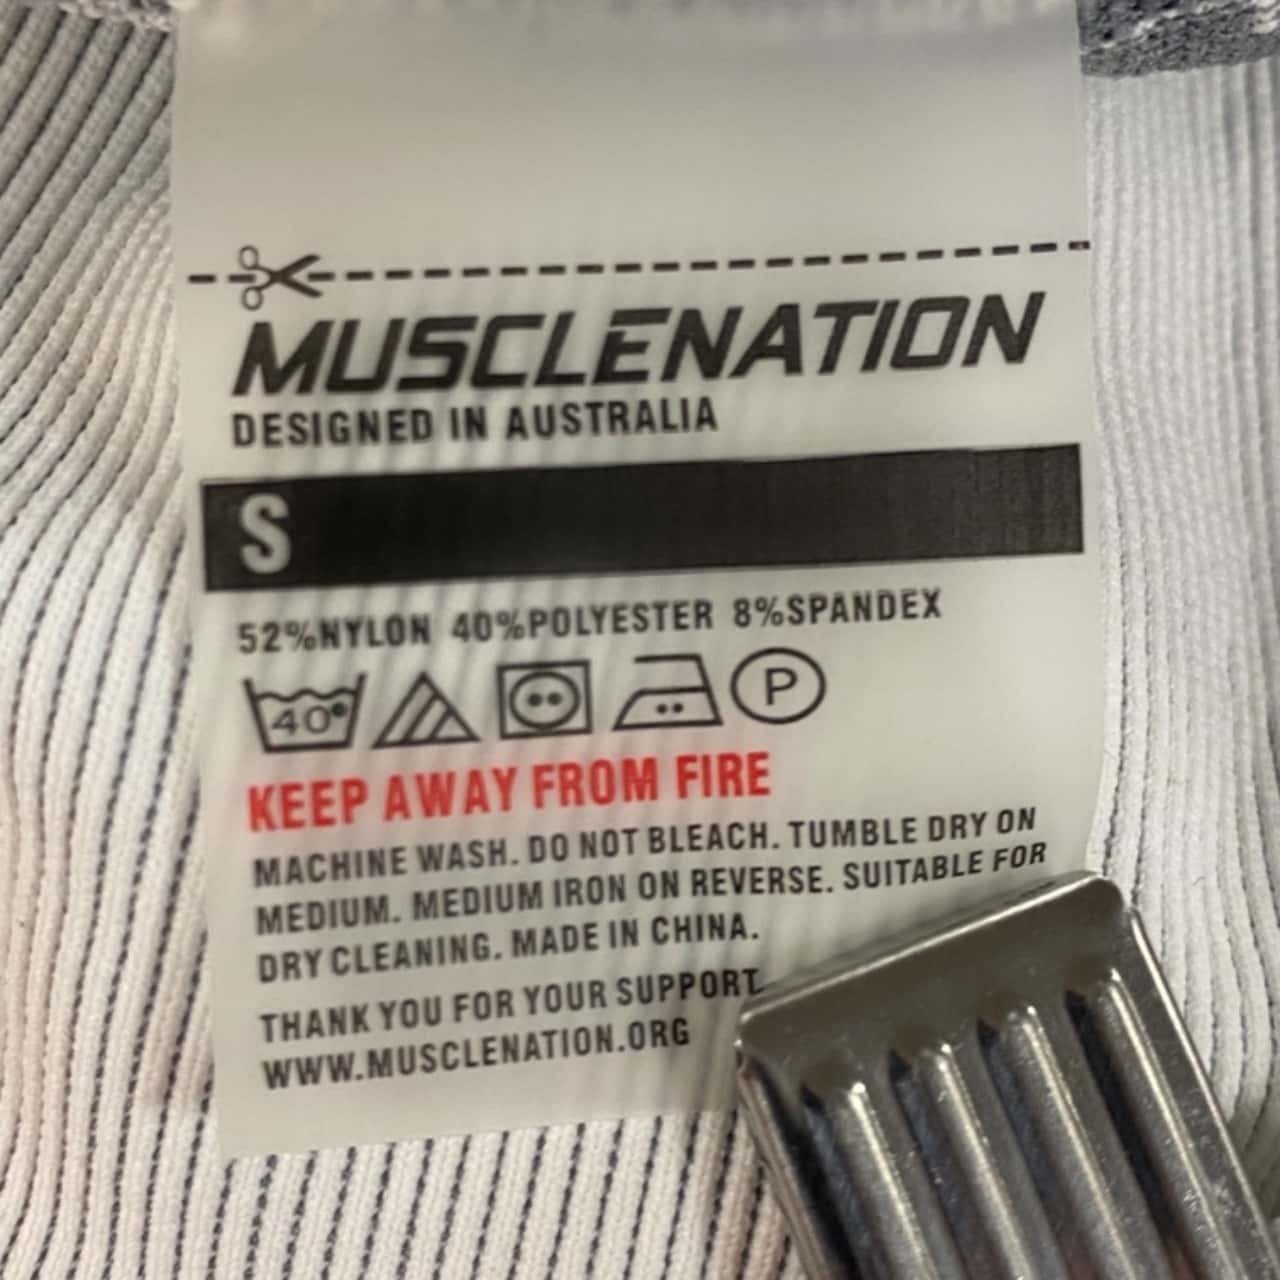 MUSCLENATION
DESIGNED IN AUSTRALIA
S
52%NYLON 40%POLYESTER 8%SPANDEX
40° P
KEEP AWAY FROM FIRE
MACHINE WASH. DO NOT BLEACH. TUMBLE DRY ON
MEDIUM. MEDIUM IRON ON REVERSE. SUITABLE FOR
DRY CLEANING. MADE IN CHINA.
THANK YOU FOR YOUR SUPPORT
WWW.MUSCLENATION.ORG